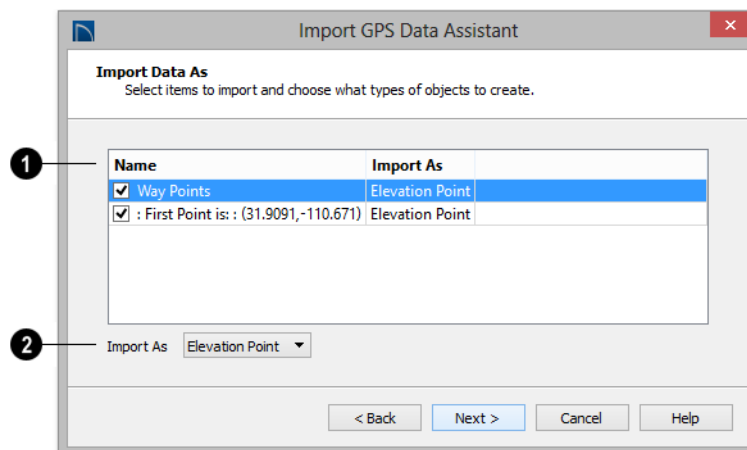 Import GPS Data Assistant
Import Data As
Select items to import and choose what types of objects to create.
1
Name Import As
Way Points Elevation Point
: First Point is: : (31.9091,-110.671) Elevation Point
2
Import As Elevation Point
< Back Next > Cancel Help